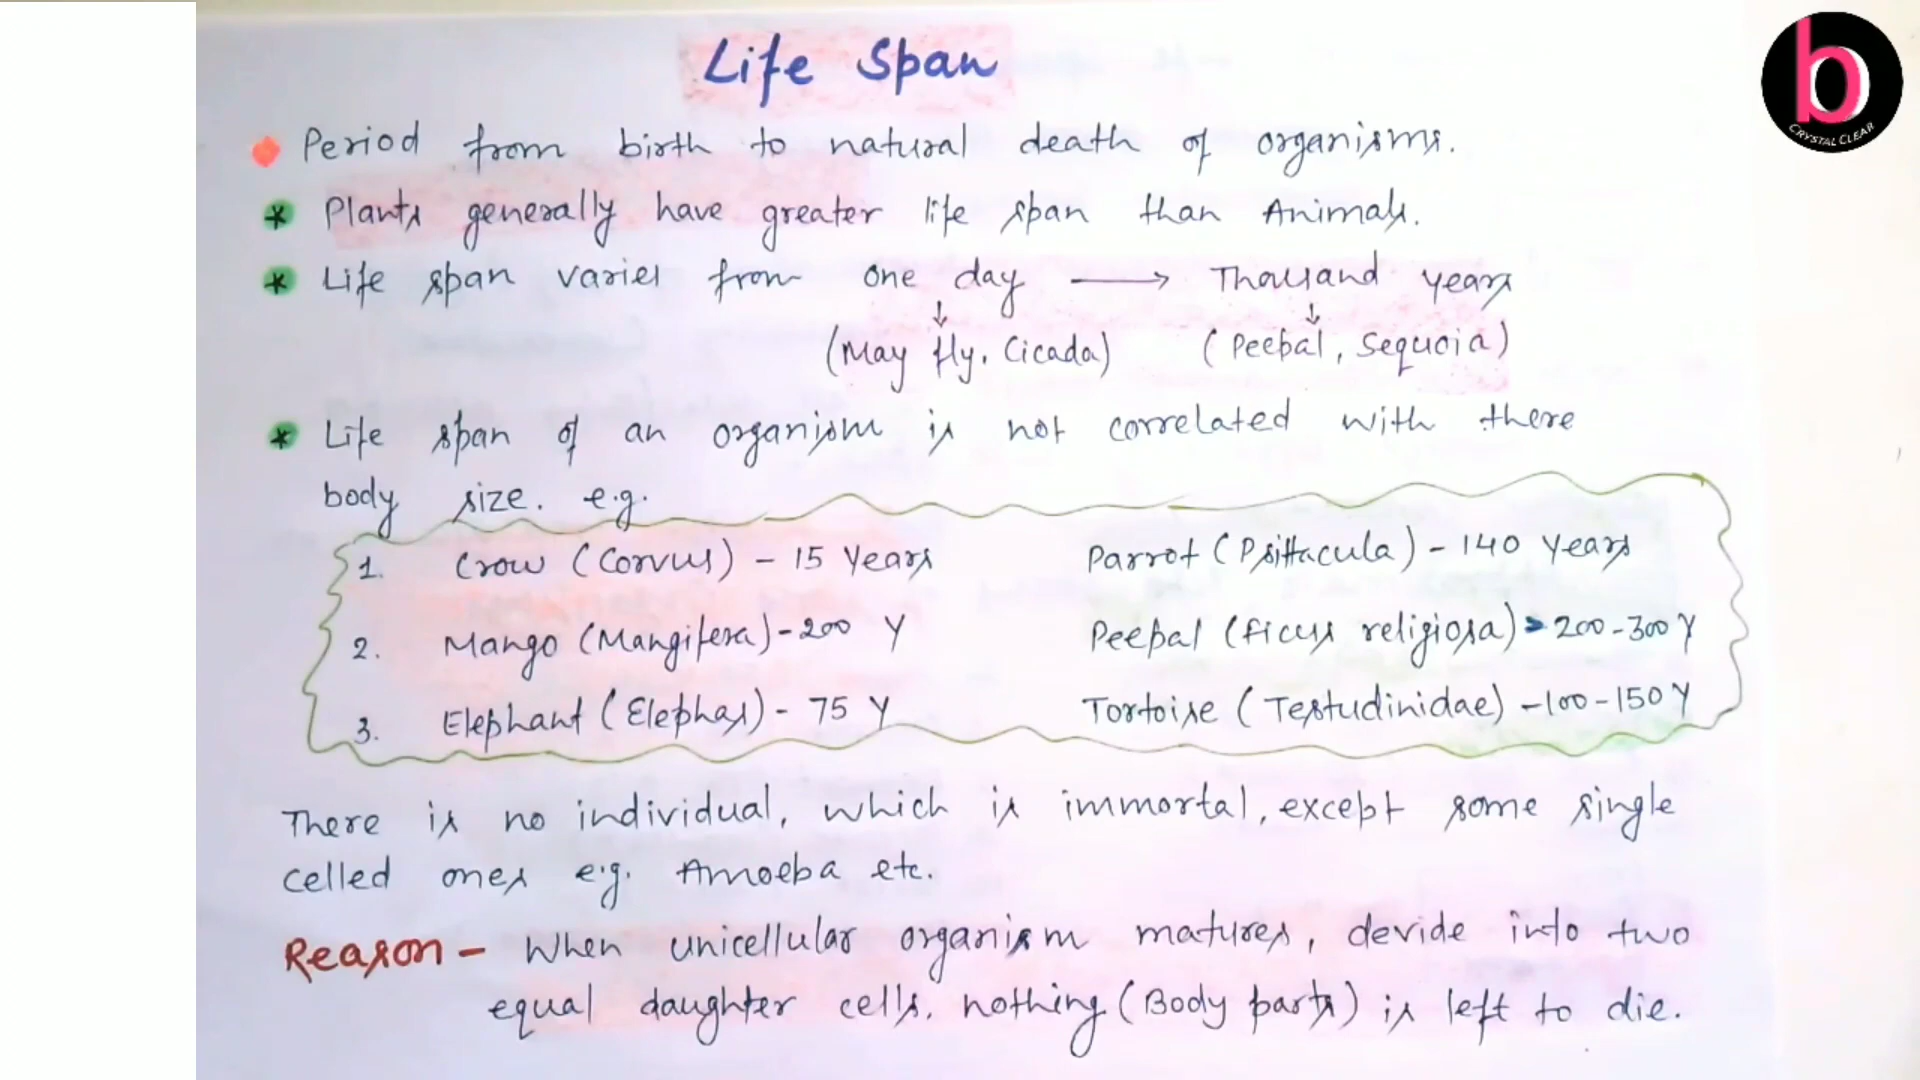 Life Span
b
CRYSTAL CLEAR
Period from birth to natural death of organisms.
* Plants generally have greater life span than Animals.
* Life span varies from one day → Thousand years
↓ ↓
(May fly, Cicada) (Peepal, Sequoia)
* Life span of an organism is not correlated with there
body size. e.g.
1. Crow (Corvus) - 15 Years Parrot (Psittacula) - 140 years
2. Mango (Mangifera) - 200 Y Peepal (ficus religiosa) - 200-300 Y
3. Elephant (Elephas) - 75 Y Tortoise (Testudinidae) - 100-150 Y
There is no individual, which is immortal, except some single
celled ones e.g. Amoeba etc.
Reason - When unicellular organism matures, devide into two
equal daughter cells. nothing (Body parts) is left to die.